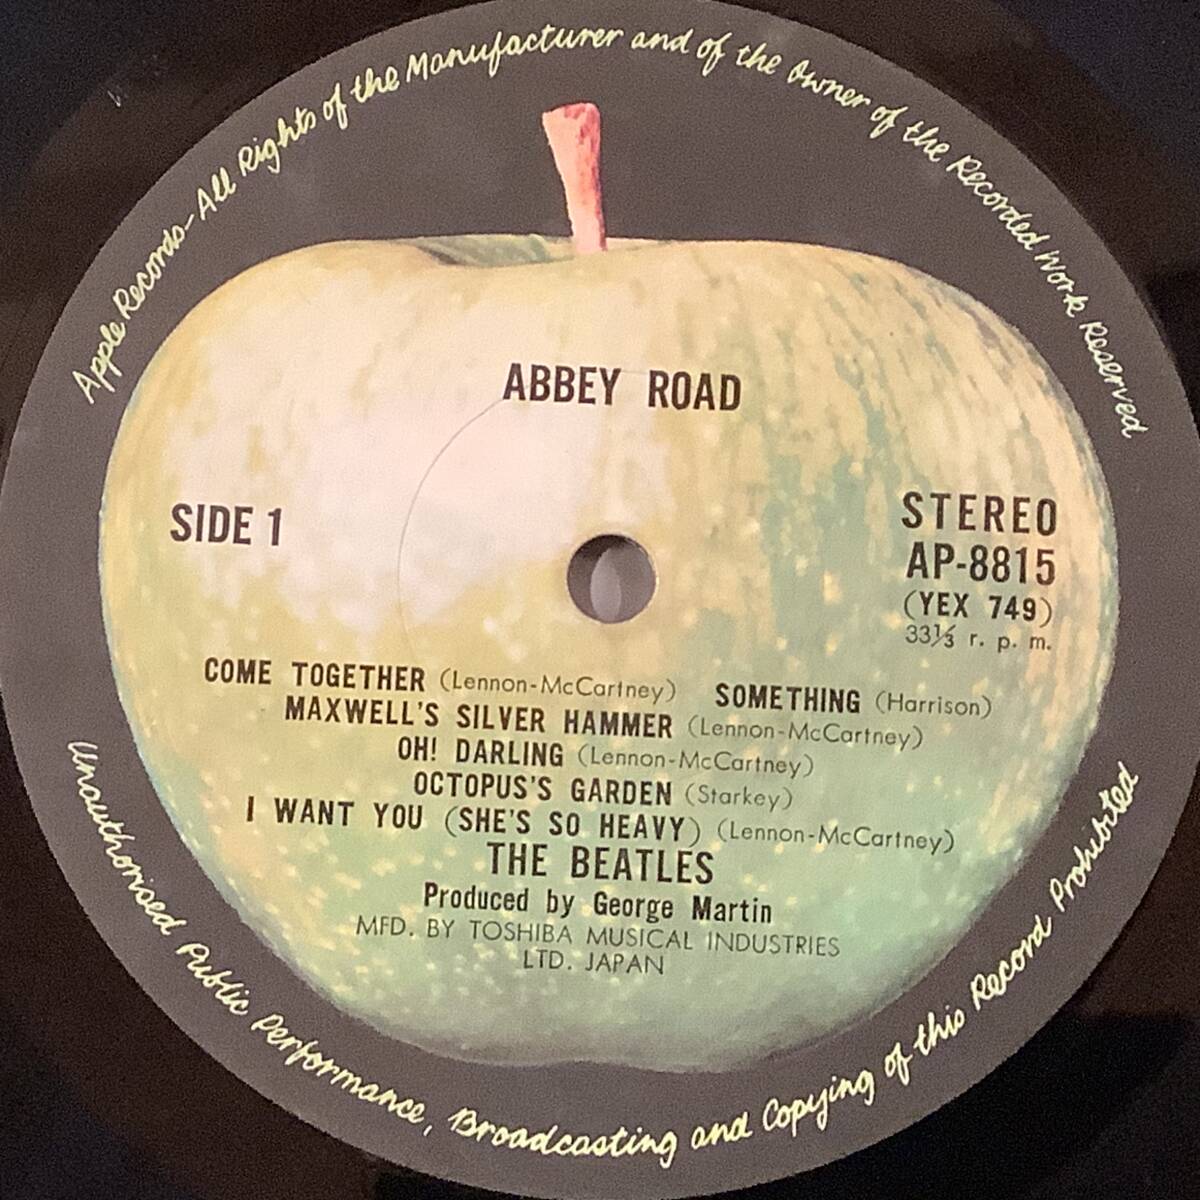 Apple Records-All Rights of the Manufacturer and of the Owner of the Recorded Work Reserved
ABBEY ROAD
SIDE 1
STEREO
AP-8815
(YEX 749)
33⅓ r. p. m.
COME TOGETHER (Lennon-McCartney) SOMETHING (Harrison)
MAXWELL'S SILVER HAMMER (Lennon-McCartney)
OH! DARLING (Lennon-McCartney)
OCTOPUS'S GARDEN (Starkey)
I WANT YOU (SHE'S SO HEAVY) (Lennon-McCartney)
THE BEATLES
Produced by George Martin
MFD. BY TOSHIBA MUSICAL INDUSTRIES
LTD. JAPAN
Unauthorised Public Performance, Broadcasting and Copying of this Record Prohibited